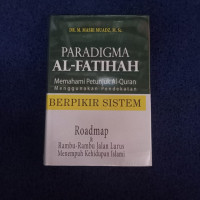 PARADIGMA
AL-FATIHAH
Memahami Petunjuk Al-Quran
Menggunakan Pendekatan
BERPIKIR SISTEM
Roadmap
&
Rambu-Rambu Jalan Lurus
Menempuh Kehidupan Islami